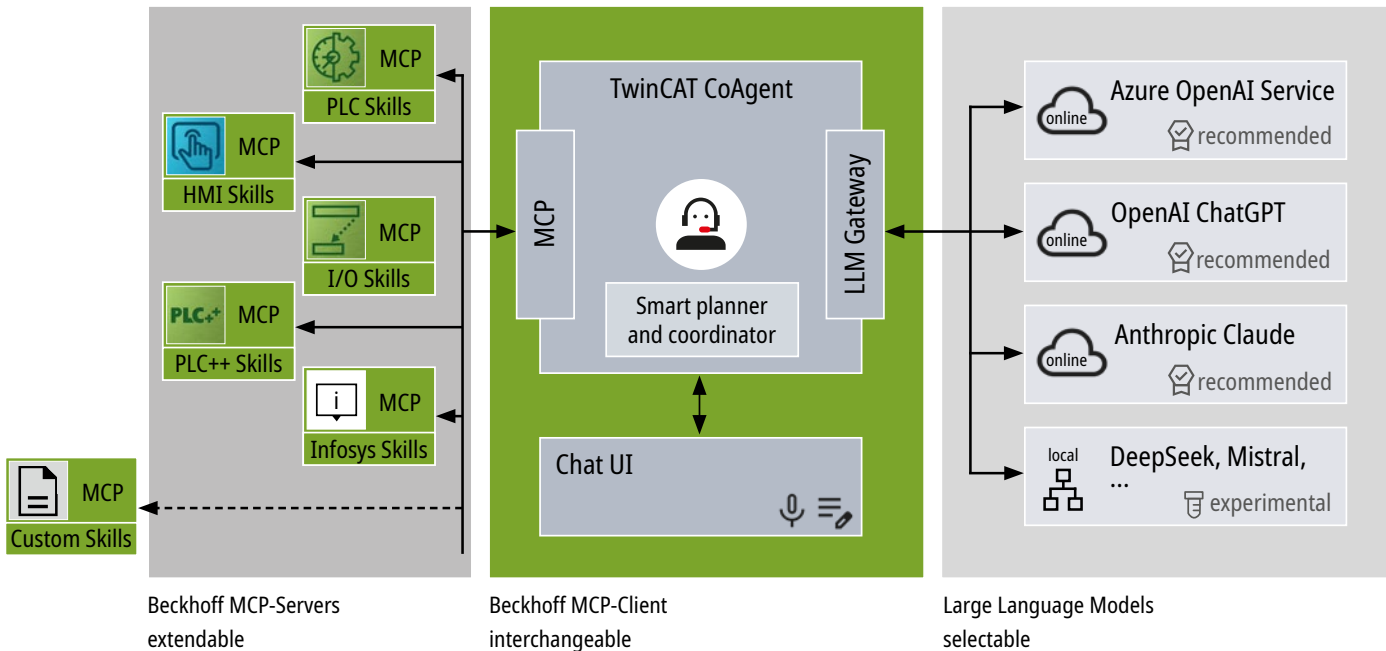 MCP
PLC Skills
MCP
HMI Skills
MCP
I/O Skills
PLC++
MCP
PLC++ Skills
i
MCP
Infosys Skills
MCP
Custom Skills
Beckhoff MCP-Servers
extendable
TwinCAT CoAgent
MCP
LLM Gateway
Smart planner
and coordinator
Chat UI
Beckhoff MCP-Client
interchangeable
online
Azure OpenAI Service
recommended
online
OpenAI ChatGPT
recommended
online
Anthropic Claude
recommended
local
DeepSeek, Mistral,
...
experimental
Large Language Models
selectable